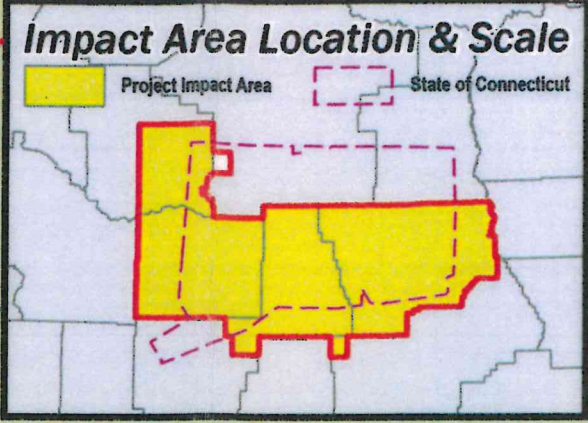 Impact Area Location & Scale
Project Impact Area
State of Connecticut